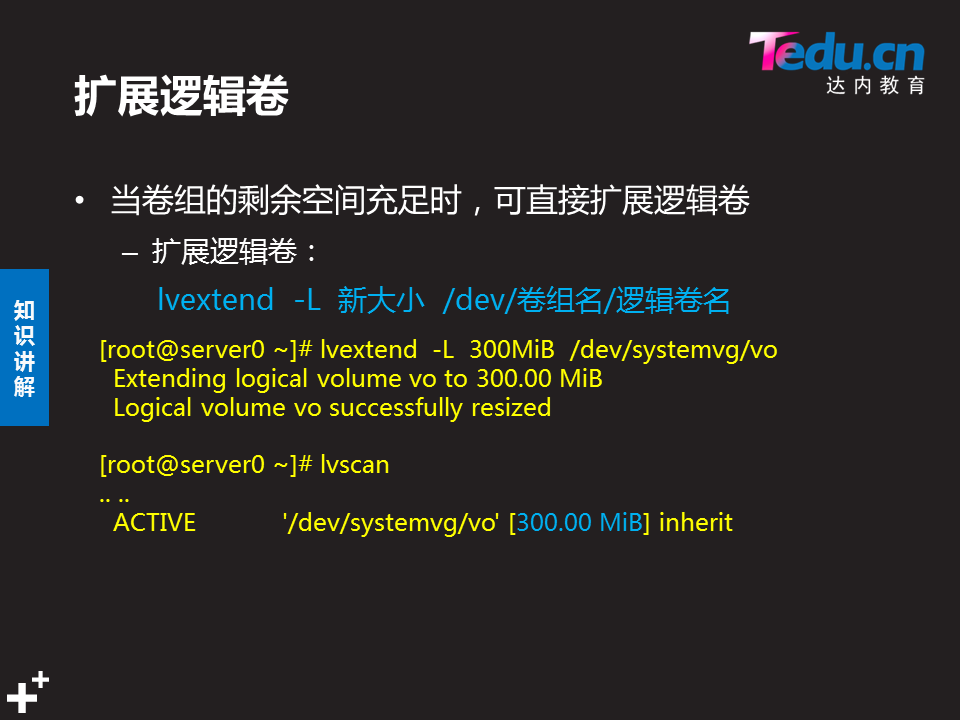 Tedu.cn
达内教育
扩展逻辑卷
• 当卷组的剩余空间充足时，可直接扩展逻辑卷
– 扩展逻辑卷：
lvextend -L 新大小 /dev/卷组名/逻辑卷名
知识讲解
[root@server0 ~]# lvextend -L 300MiB /dev/systemvg/vo
Extending logical volume vo to 300.00 MiB
Logical volume vo successfully resized
[root@server0 ~]# lvscan
.. ..
ACTIVE '/dev/systemvg/vo' [300.00 MiB] inherit